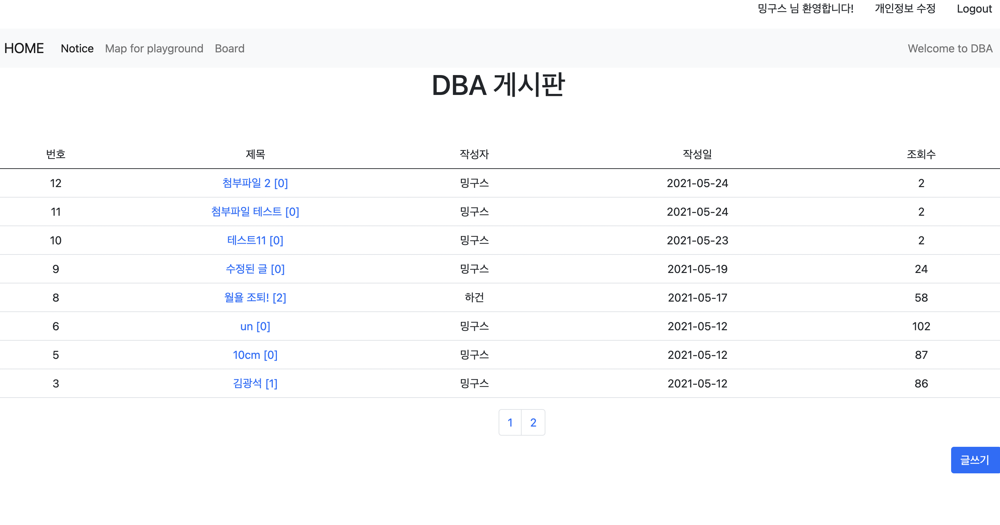 밍구스 님 환영합니다! 개인정보 수정 Logout
HOME Notice Map for playground Board Welcome to DBA
DBA 게시판
번호 제목 작성자 작성일 조회수
12 첨부파일 2 [0] 밍구스 2021-05-24 2
11 첨부파일 테스트 [0] 밍구스 2021-05-24 2
10 테스트11 [0] 밍구스 2021-05-23 2
9 수정된 글 [0] 밍구스 2021-05-19 24
8 월욜 조퇴! [2] 하건 2021-05-17 58
6 un [0] 밍구스 2021-05-12 102
5 10cm [0] 밍구스 2021-05-12 87
3 김광석 [1] 밍구스 2021-05-12 86
1 2
글쓰기